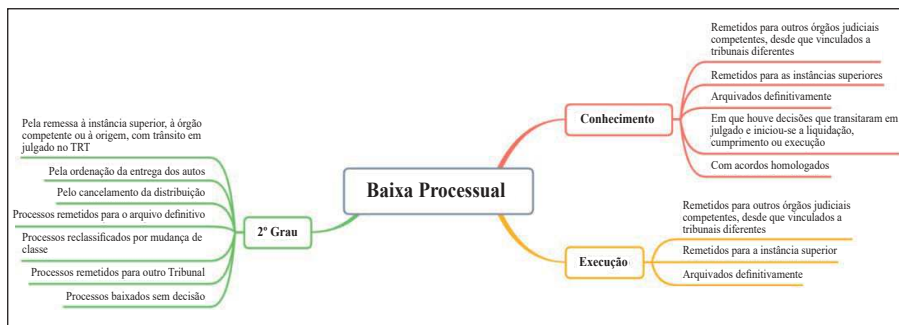 Baixa Processual
Conhecimento
Remetidos para outros órgãos judiciais
competentes, desde que vinculados a
tribunais diferentes
Remetidos para as instâncias superiores
Arquivados definitivamente
Em que houve decisões que transitaram em
julgado e iniciou-se a liquidação,
cumprimento ou execução
Com acordos homologados
Execução
Remetidos para outros órgãos judiciais
competentes, desde que vinculados a
tribunais diferentes
Remetidos para a instância superior
Arquivados definitivamente
2º Grau
Pela remessa à instância superior, à órgão
competente ou à origem, com trânsito em
julgado no TRT
Pela ordenação da entrega dos autos
Pelo cancelamento da distribuição
Processos remetidos para o arquivo definitivo
Processos reclassificados por mudança de
classe
Processos remetidos para outro Tribunal
Processos baixados sem decisão